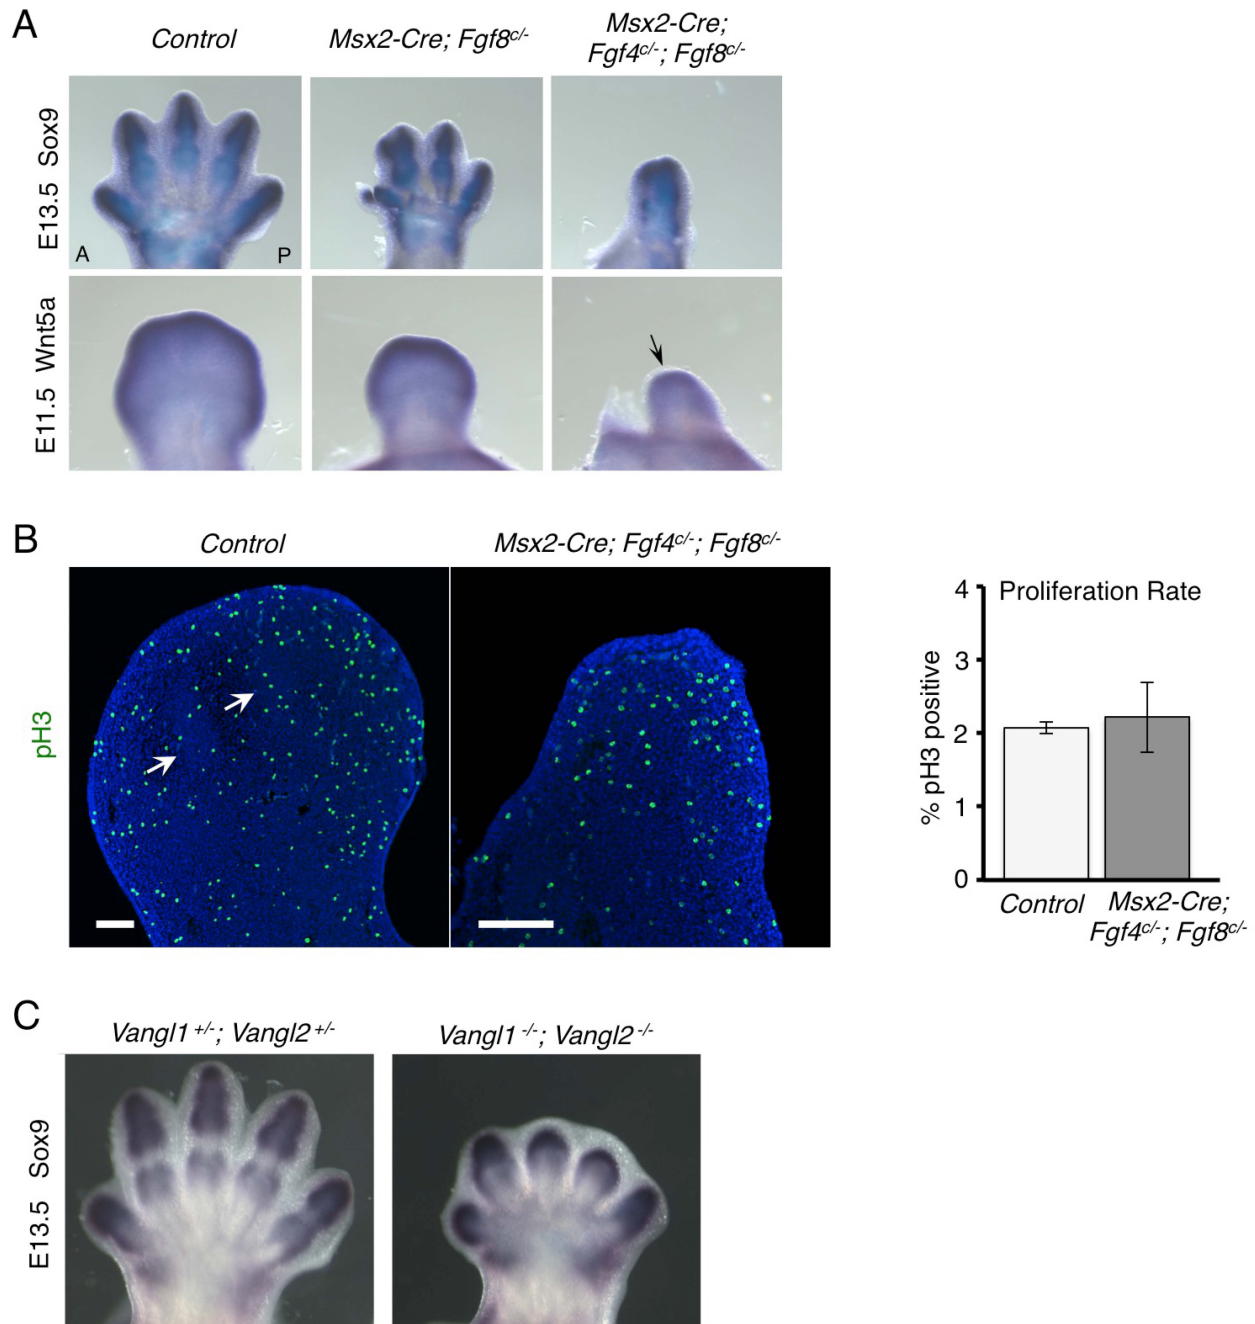 A
Control
Msx2-Cre; Fgf8c/-
Msx2-Cre;
Fgf4c/-; Fgf8c/-
E13.5 Sox9
A
P
E11.5 Wnt5a
B
Control
Msx2-Cre; Fgf4c/-; Fgf8c/-
pH3
Proliferation Rate
% pH3 positive
4
3
2
1
0
Control
Msx2-Cre;
Fgf4c/-; Fgf8c/-
C
Vangl1 +/-; Vangl2 +/-
Vangl1 -/-; Vangl2 -/-
E13.5 Sox9